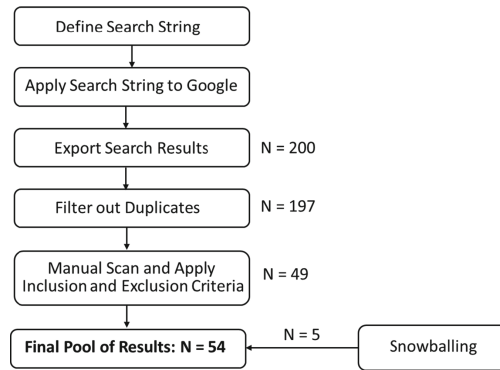 Define Search String
Apply Search String to Google
Export Search Results
N = 200
Filter out Duplicates
N = 197
Manual Scan and Apply
Inclusion and Exclusion Criteria
N = 49
Final Pool of Results: N = 54
N = 5
Snowballing